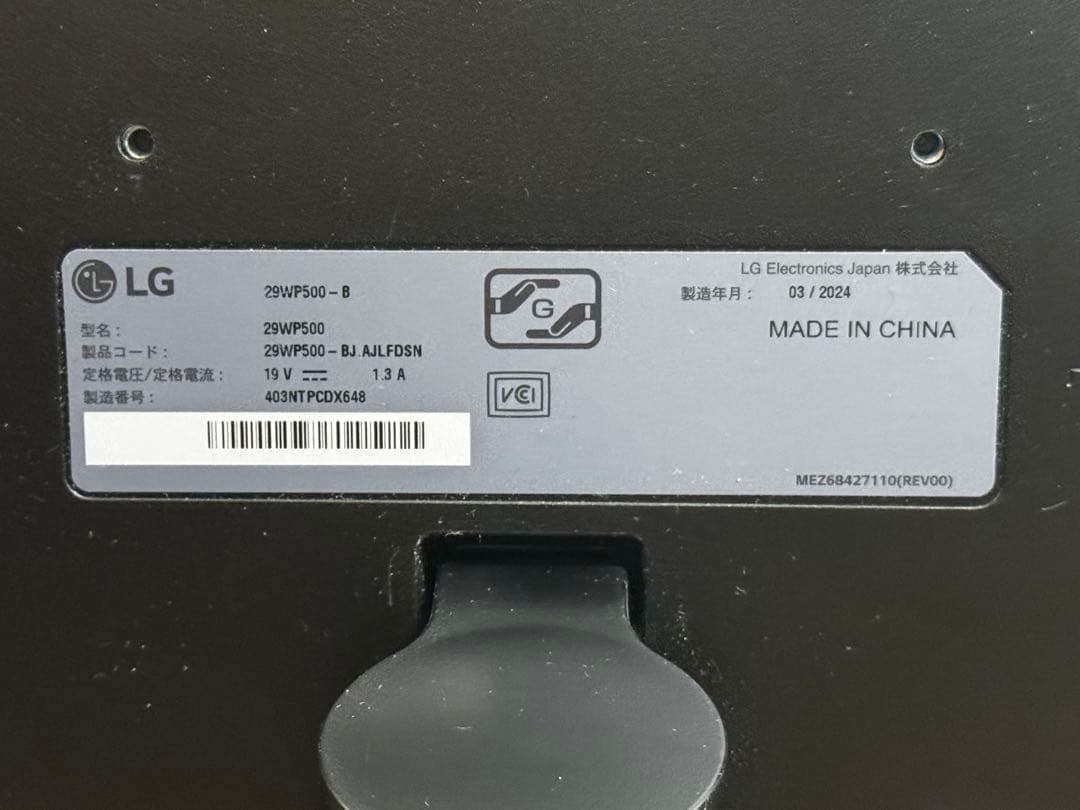 LG
29WP500-B
型名: 29WP500
製品コード: 29WP500-BJ.AJLFDSN
定格電圧/定格電流: 19 V ⎓ 1.3 A
製造番号: 403NTPCDX648
G
VCCI
LG Electronics Japan 株式会社
製造年月: 03 / 2024
MADE IN CHINA
MEZ68427110(REV00)